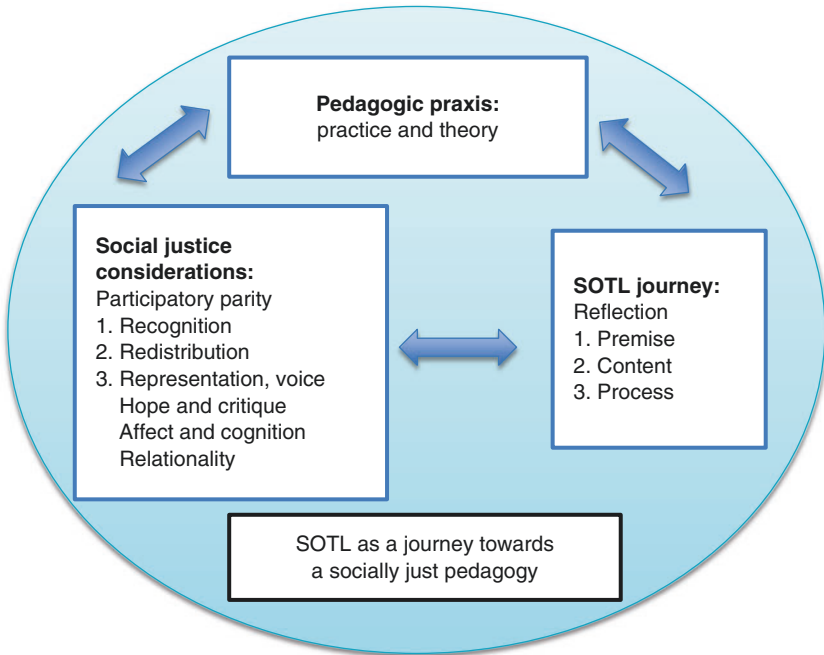 Pedagogic praxis:
practice and theory
Social justice
considerations:
Participatory parity
1. Recognition
2. Redistribution
3. Representation, voice
Hope and critique
Affect and cognition
Relationality
SOTL journey:
Reflection
1. Premise
2. Content
3. Process
SOTL as a journey towards
a socially just pedagogy